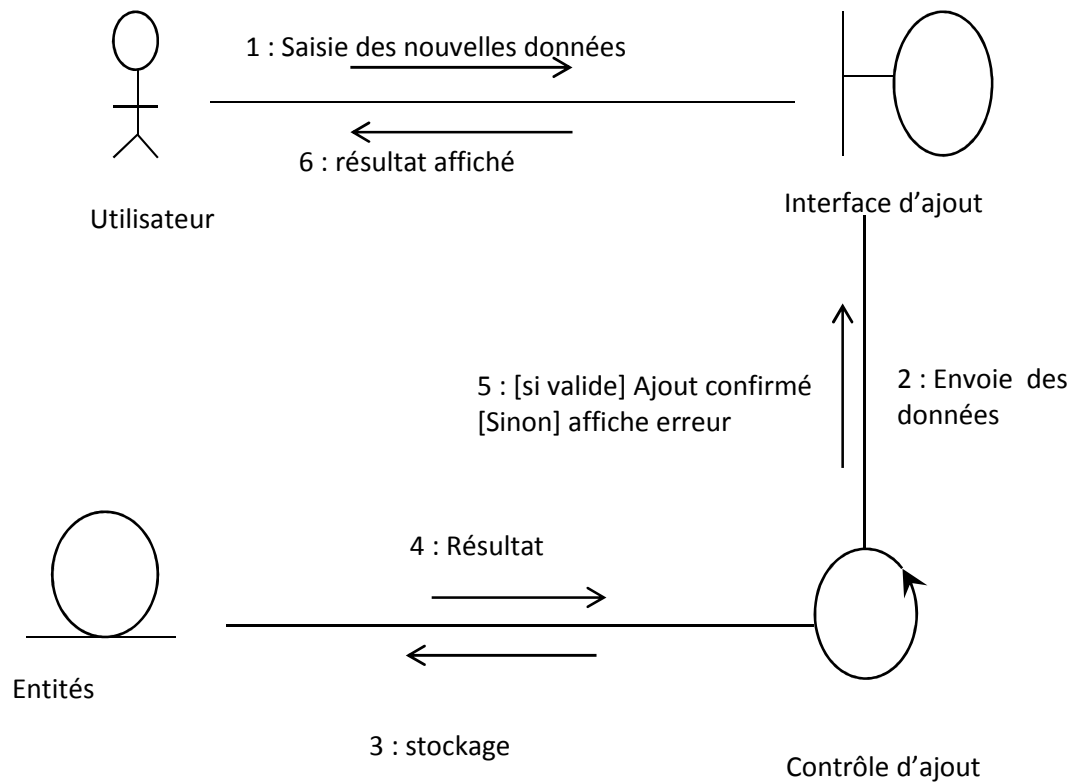 1 : Saisie des nouvelles données
6 : résultat affiché
Utilisateur
Interface d’ajout
5 : [si valide] Ajout confirmé
[Sinon] affiche erreur
2 : Envoie des
données
4 : Résultat
Entités
3 : stockage
Contrôle d’ajout